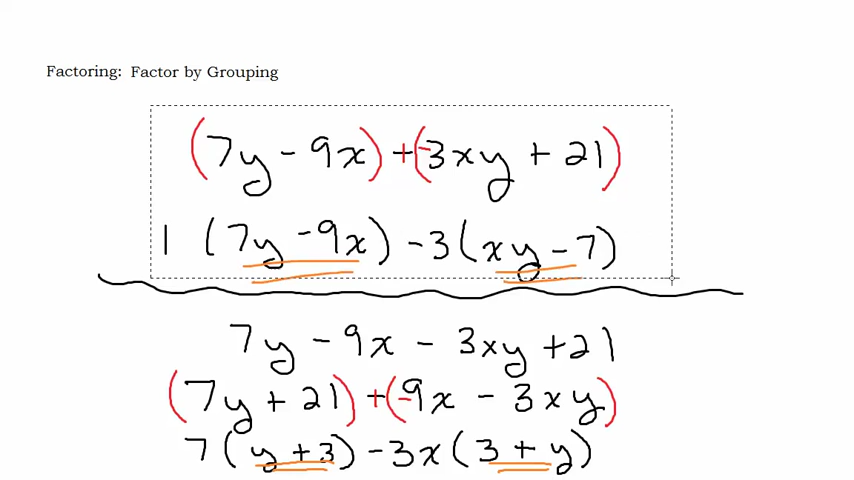 Factoring: Factor by Grouping
(7y - 9x) + (-3xy + 21)
1 (7y - 9x) - 3(xy - 7)
7y - 9x - 3xy + 21
(7y + 21) + (-9x - 3xy)
7(y + 3) - 3x(3 + y)